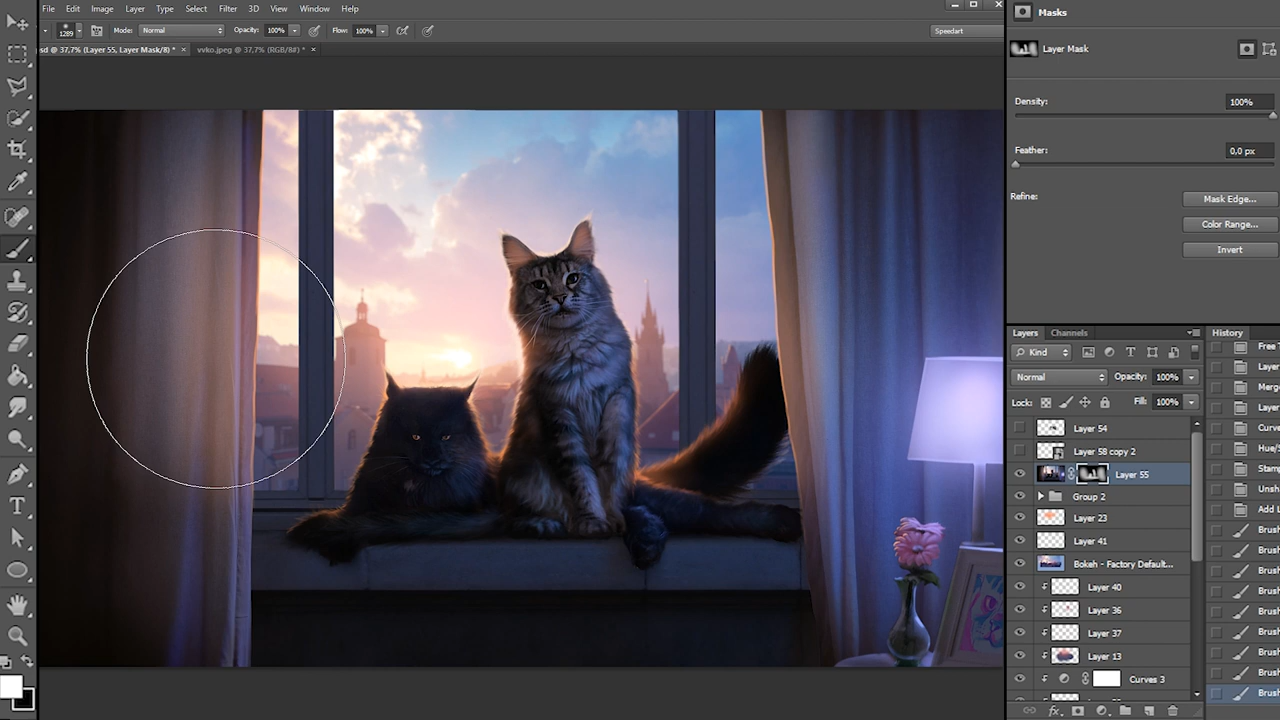 File Edit Image Layer Type Select Filter 3D View Window Help
1289 Mode: Normal Opacity: 100% Flow: 100% Speedart
sd @ 37,7% (Layer 55, Layer Mask/8) * × vvko.jpeg @ 37,7% (RGB/8#) * ×
Masks
Layer Mask
Density: 100%
Feather: 0,0 px
Refine:
Mask Edge...
Color Range...
Invert
Layers Channels
Kind
Normal Opacity: 100%
Lock: Fill: 100%
Layer 54
Layer 58 copy 2
Layer 55
Group 2
Layer 23
Layer 41
Bokeh - Factory Default...
Layer 40
Layer 36
Layer 37
Layer 13
Curves 3
fx
History
Free T
Layer
Merg
Layer
Curve
Hue/S
Stamp
Unsh
Add L
Brush
Brush
Brush
Brush
Brush
Brush
Brush
Brush
Brush